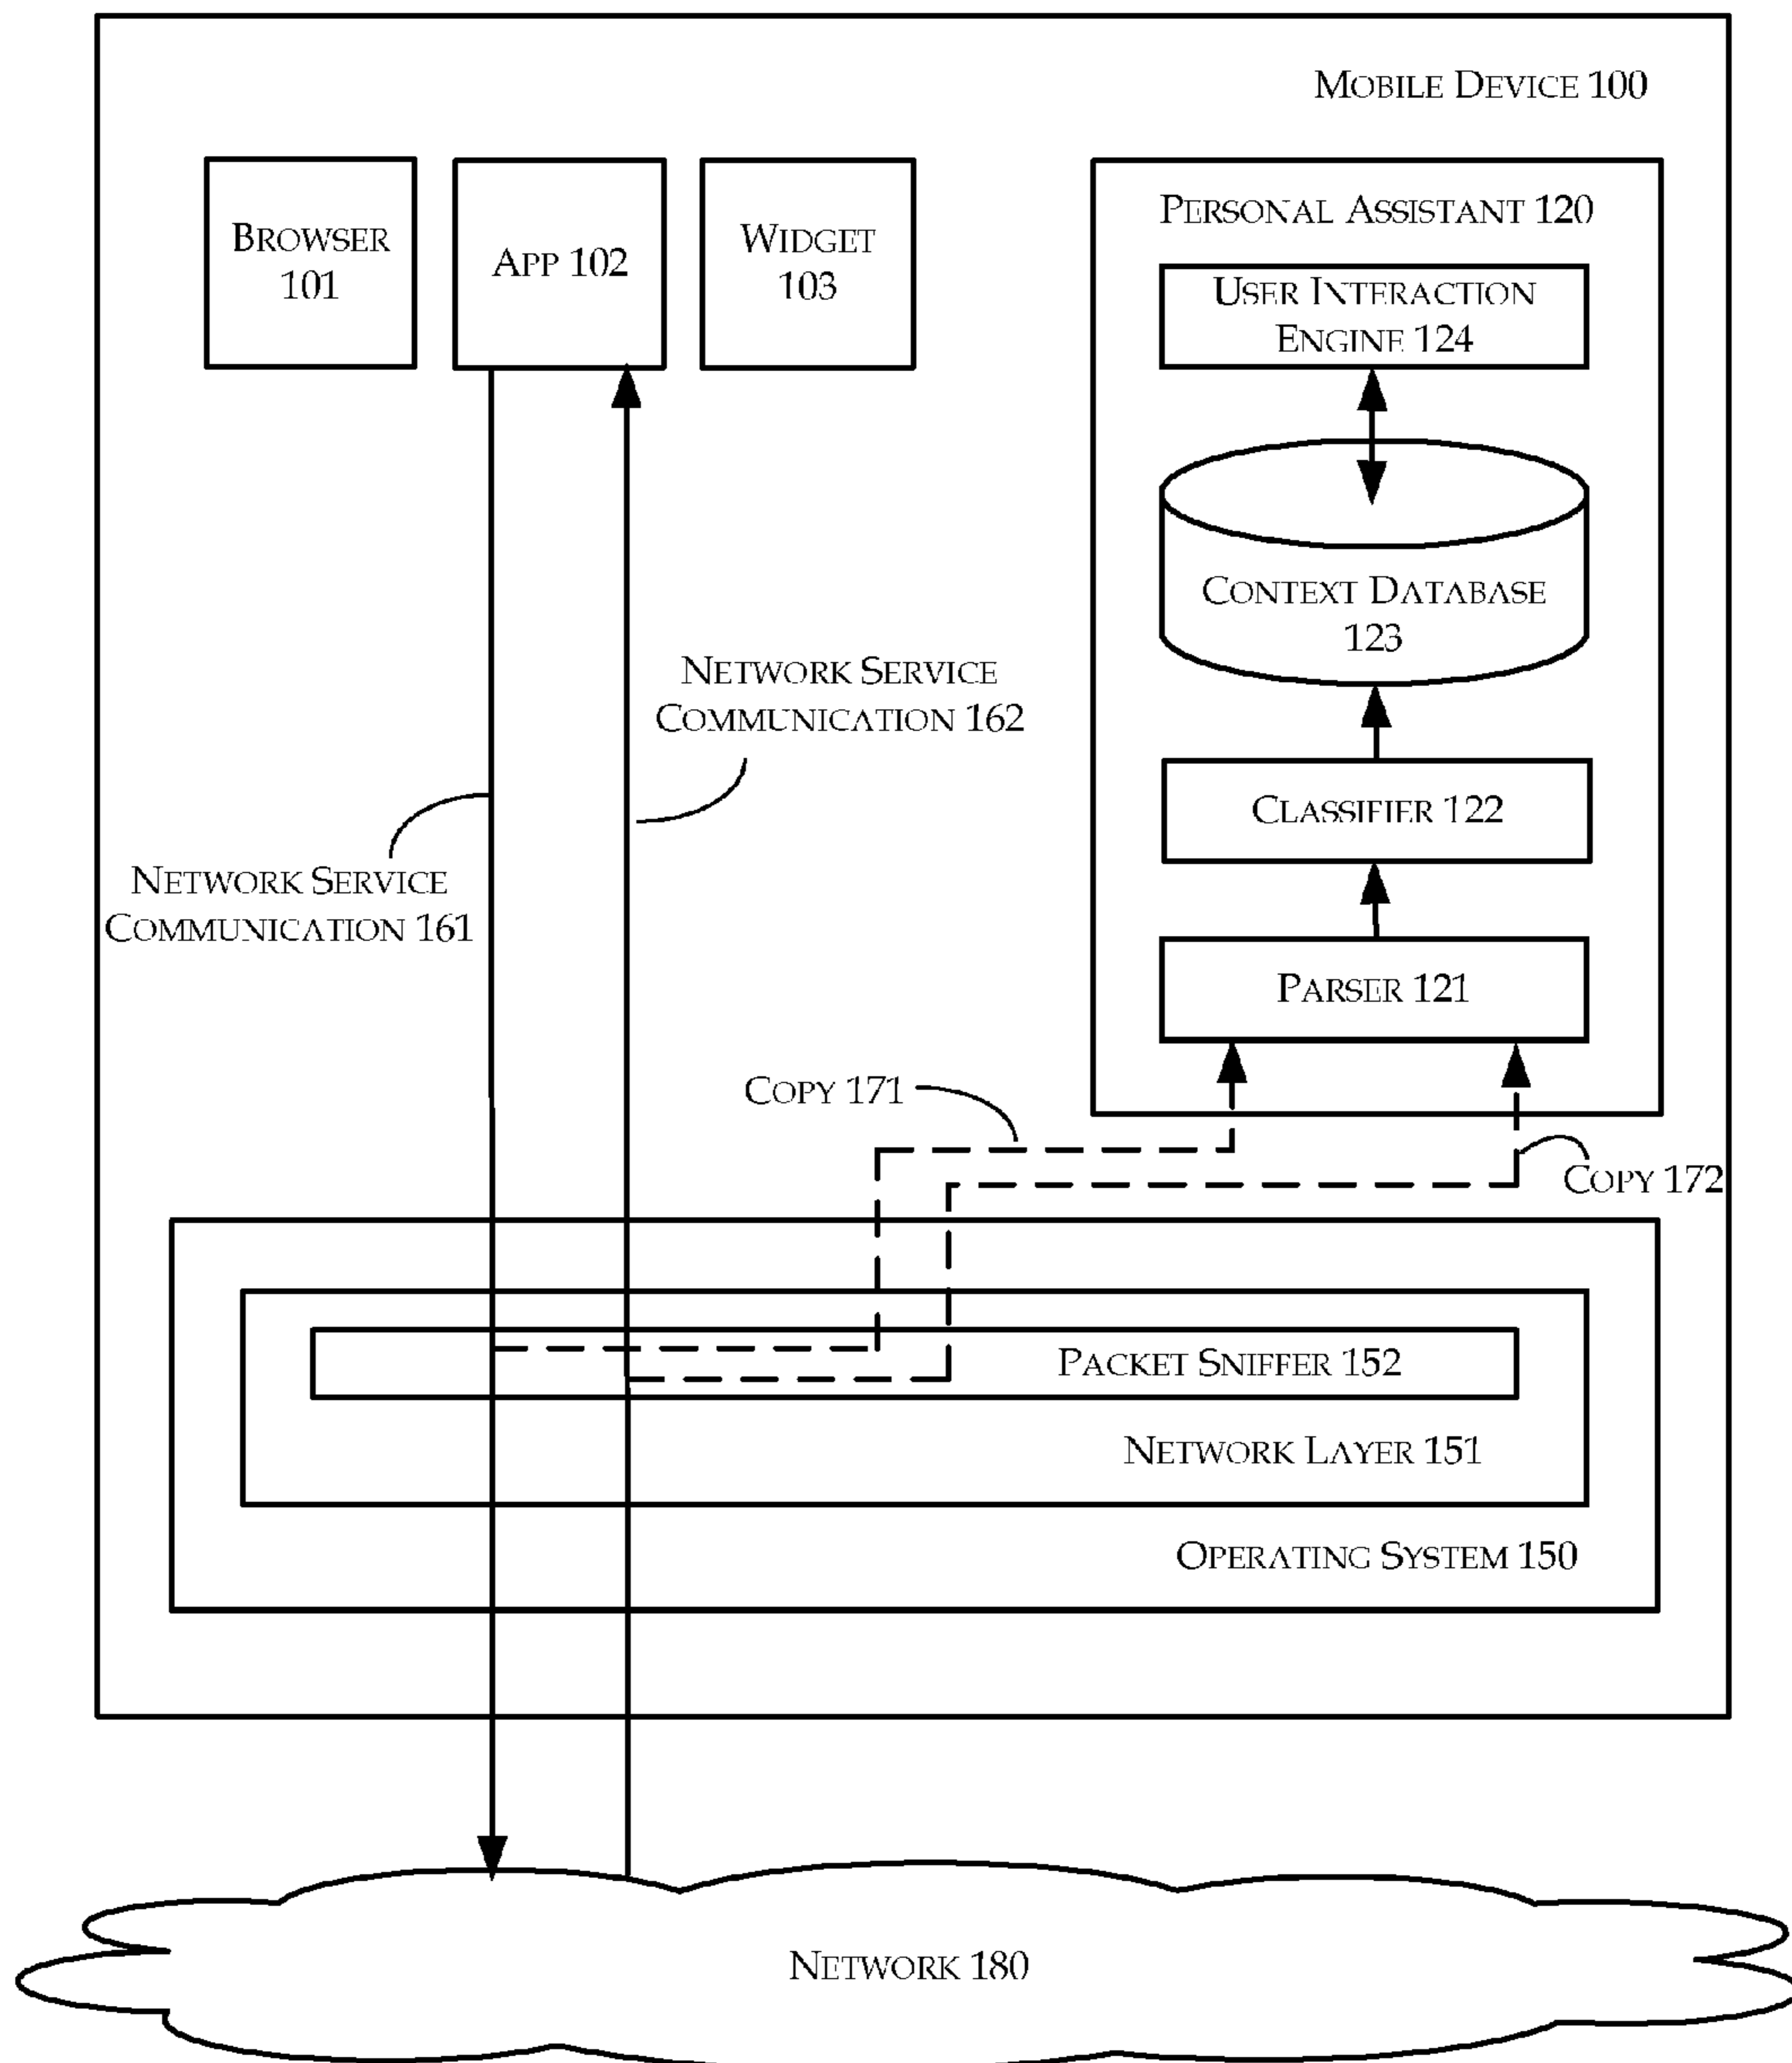 Mobile Device 100
Browser
101
App 102
Widget
103
Personal Assistant 120
User Interaction
Engine 124
Context Database
123
Network Service
Communication 162
Classifier 122
Network Service
Communication 161
Parser 121
Copy 171
Copy 172
Packet Sniffer 152
Network Layer 151
Operating System 150
Network 180